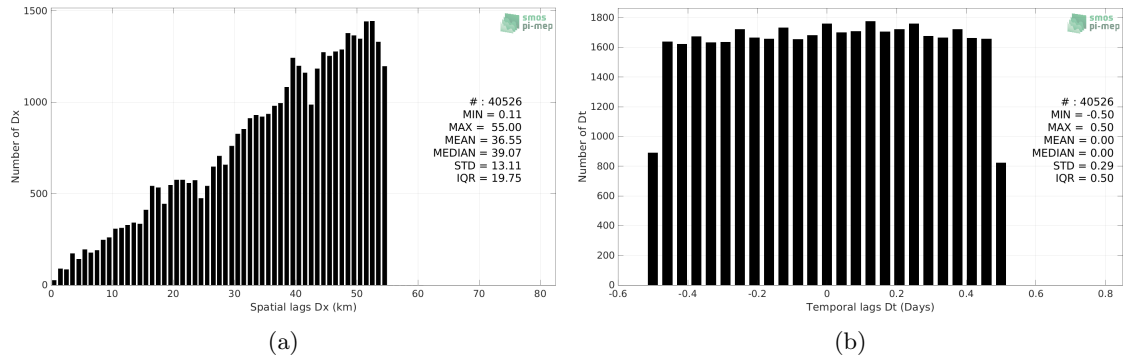 smos
pi-mep
1500
1000
500
0
Number of Dx
# : 40526
MIN = 0.11
MAX = 55.00
MEAN = 36.55
MEDIAN = 39.07
STD = 13.11
IQR = 19.75
0 10 20 30 40 50 60 70 80
Spatial lags Dx (km)
(a)
smos
pi-mep
1800
1600
1400
1200
1000
800
600
400
200
0
Number of Dt
# : 40526
MIN = -0.50
MAX = 0.50
MEAN = 0.00
MEDIAN = 0.00
STD = 0.29
IQR = 0.50
-0.6 -0.4 -0.2 0 0.2 0.4 0.6 0.8
Temporal lags Dt (Days)
(b)